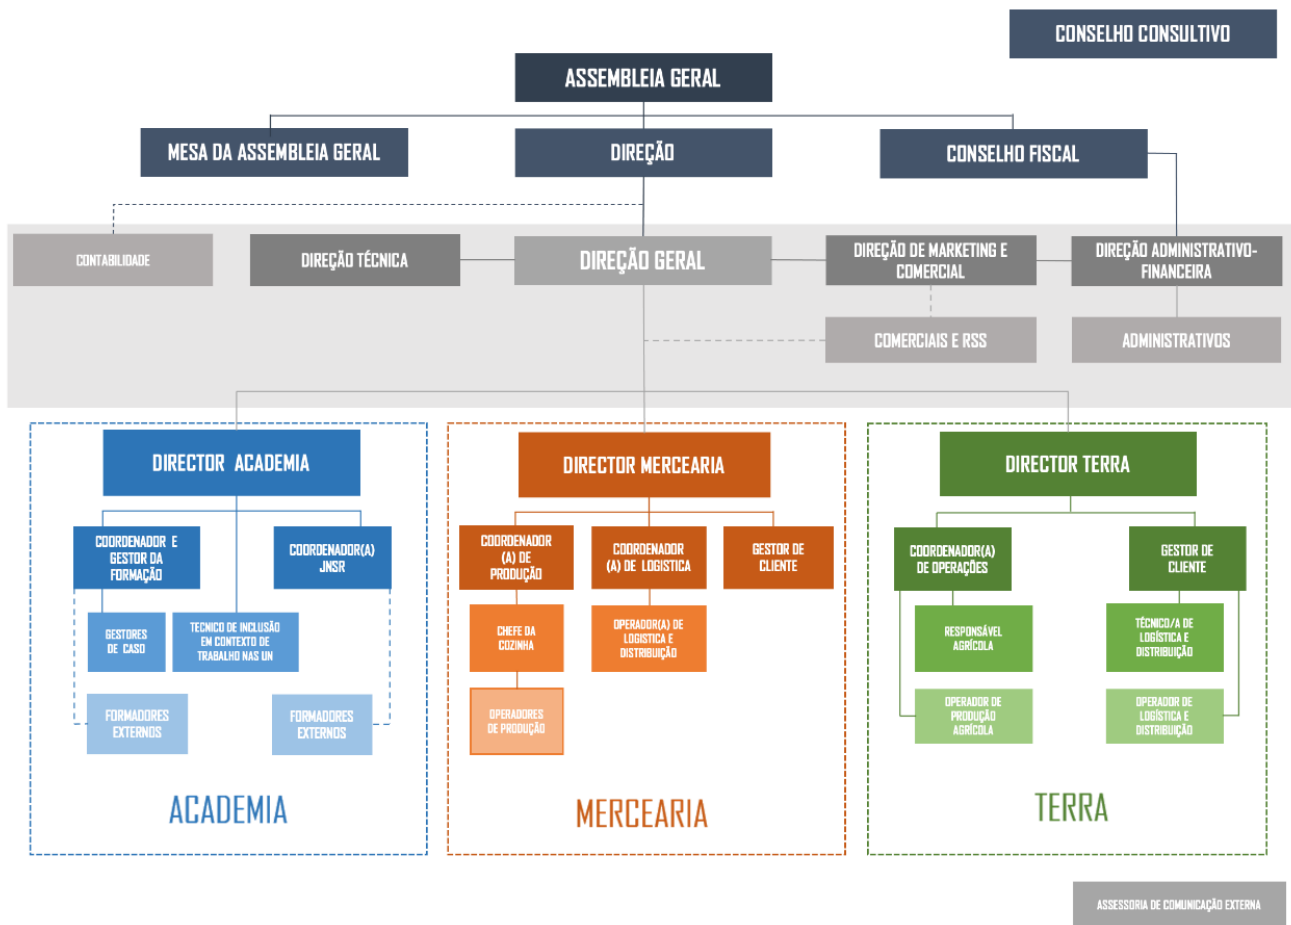 CONSELHO CONSULTIVO
ASSEMBLEIA GERAL
MESA DA ASSEMBLEIA GERAL
DIREÇÃO
CONSELHO FISCAL
CONTABILIDADE
DIREÇÃO TÉCNICA
DIREÇÃO GERAL
DIREÇÃO DE MARKETING E
COMERCIAL
DIREÇÃO ADMINISTRATIVO-
FINANCEIRA
COMERCIAIS E RSS
ADMINISTRATIVOS
DIRECTOR ACADEMIA
COORDENADOR E
GESTOR DA
FORMAÇÃO
COORDENADOR(A)
JNSR
GESTORES
DE CASO
TECNICO DE INCLUSÃO
EM CONTEXTO DE
TRABALHO NAS UN
FORMADORES
EXTERNOS
FORMADORES
EXTERNOS
ACADEMIA
DIRECTOR MERCEARIA
COORDENADOR
(A) DE
PRODUÇÃO
COORDENADOR
(A) DE LOGISTICA
GESTOR DE
CLIENTE
CHEFE DA
COZINHA
OPERADOR(A) DE
LOGISTICA E
DISTRIBUIÇÃO
OPERADORES
DE PRODUÇÃO
MERCEARIA
DIRECTOR TERRA
COORDENADOR(A)
DE OPERAÇÕES
GESTOR DE
CLIENTE
RESPONSÁVEL
AGRÍCOLA
TÉCNICO/A DE
LOGÍSTICA E
DISTRIBUIÇÃO
OPERADOR DE
PRODUÇÃO
AGRÍCOLA
OPERADOR DE
LOGÍSTICA E
DISTRIBUIÇÃO
TERRA
ASSESSORIA DE COMUNICAÇÃO EXTERNA